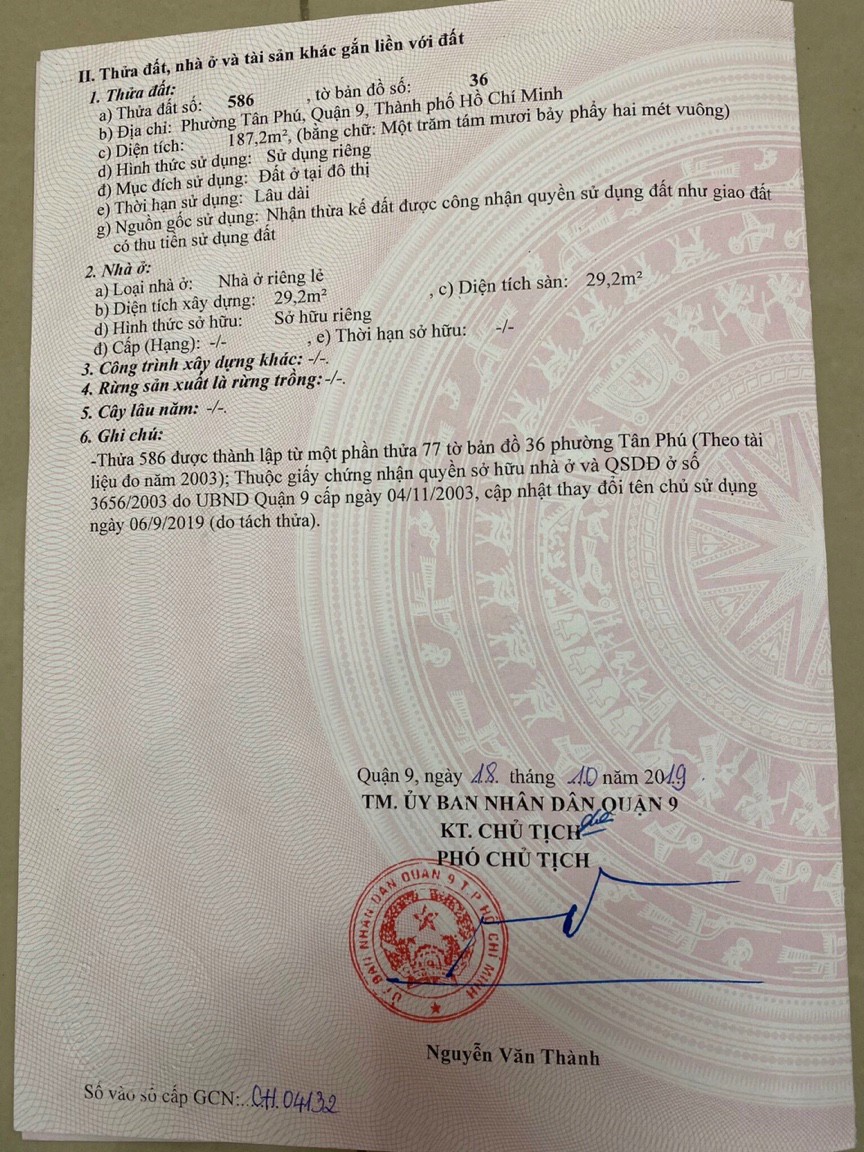 II. Thửa đất, nhà ở và tài sản khác gắn liền với đất
1. Thửa đất:
a) Thửa đất số: 586 , tờ bản đồ số: 36
b) Địa chỉ: Phường Tân Phú, Quận 9, Thành phố Hồ Chí Minh
c) Diện tích: 187,2m², (bằng chữ: Một trăm tám mươi bảy phẩy hai mét vuông)
d) Hình thức sử dụng: Sử dụng riêng
đ) Mục đích sử dụng: Đất ở tại đô thị
e) Thời hạn sử dụng: Lâu dài
g) Nguồn gốc sử dụng: Nhận thừa kế đất được công nhận quyền sử dụng đất như giao đất
có thu tiền sử dụng đất
2. Nhà ở:
a) Loại nhà ở: Nhà ở riêng lẻ
b) Diện tích xây dựng: 29,2m² , c) Diện tích sàn: 29,2m²
d) Hình thức sở hữu: Sở hữu riêng
đ) Cấp (Hạng): -/- , e) Thời hạn sở hữu: -/-
3. Công trình xây dựng khác: -/-.
4. Rừng sản xuất là rừng trồng:-/-.
5. Cây lâu năm: -/-.
6. Ghi chú:
-Thửa 586 được thành lập từ một phần thửa 77 tờ bản đồ 36 phường Tân Phú (Theo tài
liệu đo năm 2003); Thuộc giấy chứng nhận quyền sở hữu nhà ở và QSDĐ ở số
3656/2003 do UBND Quận 9 cấp ngày 04/11/2003, cập nhật thay đổi tên chủ sử dụng
ngày 06/9/2019 (do tách thửa).
Quận 9, ngày 18. tháng .10 năm 2019
TM. ỦY BAN NHÂN DÂN QUẬN 9
KT. CHỦ TỊCH
PHÓ CHỦ TỊCH
ỦY BAN NHÂN DÂN QUẬN 9 T.P HỒ CHÍ MINH
Nguyễn Văn Thành
Số vào sổ cấp GCN:..CH.04132